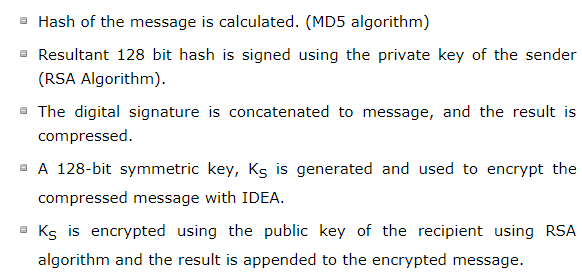 Hash of the message is calculated. (MD5 algorithm)
Resultant 128 bit hash is signed using the private key of the sender
(RSA Algorithm).
The digital signature is concatenated to message, and the result is
compressed.
A 128-bit symmetric key, KS is generated and used to encrypt the
compressed message with IDEA.
KS is encrypted using the public key of the recipient using RSA
algorithm and the result is appended to the encrypted message.